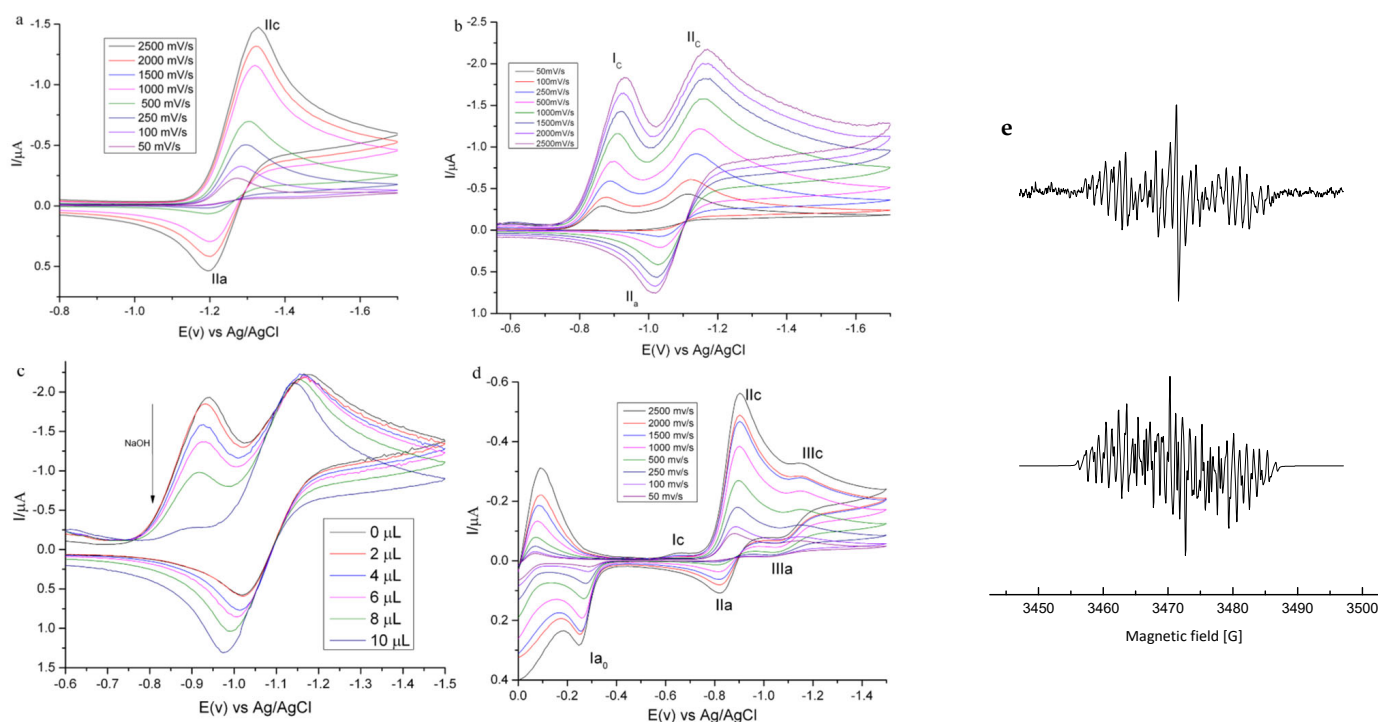 a
IIc
2500 mV/s
2000 mV/s
1500 mV/s
1000 mV/s
500 mV/s
250 mV/s
100 mV/s
50 mV/s
IIa
-1.5
-1.0
-0.5
0.0
0.5
I/µA
-0.8
-1.0
-1.2
-1.4
-1.6
E(v) vs Ag/AgCl
b
I_C
II_C
50mV/s
100mV/s
250mV/s
500mV/s
1000mV/s
1500mV/s
2000mV/s
2500mV/s
II_a
-2.5
-2.0
-1.5
-1.0
-0.5
0.0
0.5
1.0
I/µA
-0.6
-0.8
-1.0
-1.2
-1.4
-1.6
E(V) vs Ag/AgCl
c
NaOH
0 µL
2 µL
4 µL
6 µL
8 µL
10 µL
-2.0
-1.5
-1.0
-0.5
0.0
0.5
1.0
1.5
I/µA
-0.6
-0.7
-0.8
-0.9
-1.0
-1.1
-1.2
-1.3
-1.4
-1.5
E(v) vs Ag/AgCl
d
IIc
2500 mv/s
2000 mv/s
1500 mv/s
1000 mv/s
500 mv/s
250 mv/s
100 mv/s
50 mv/s
IIIc
Ic
IIIa
IIa
Ia₀
-0.6
-0.4
-0.2
0.0
0.2
0.4
I/µA
0.0
-0.2
-0.4
-0.6
-0.8
-1.0
-1.2
-1.4
E(v) vs Ag/AgCl
e
3450
3460
3470
3480
3490
3500
Magnetic field [G]